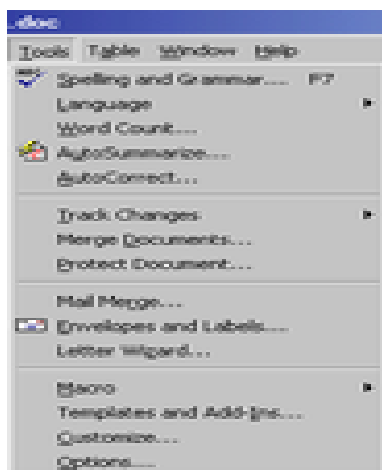 .doc
Tools Table Window Help
Spelling and Grammar... F7
Language
Word Count...
AutoSummarize...
AutoCorrect...
Track Changes
Merge Documents...
Protect Document...
Mail Merge...
Envelopes and Labels...
Letter Wizard...
Macro
Templates and Add-Ins...
Customize...
Options...